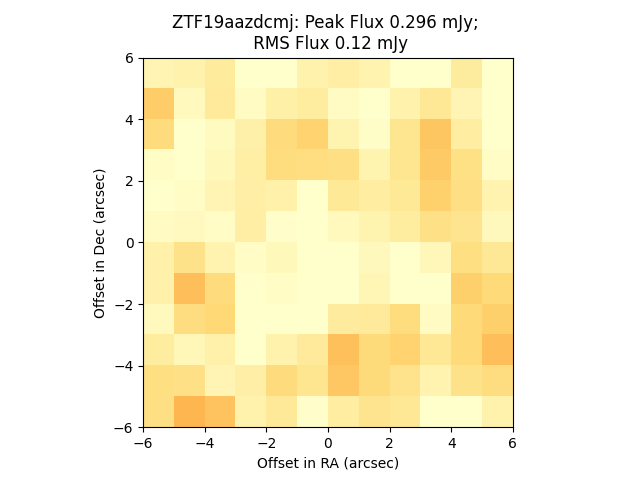 ZTF19aazdcmj: Peak Flux 0.296 mJy;
RMS Flux 0.12 mJy
6
4
2
0
−2
−4
−6
Offset in Dec (arcsec)
−6 −4 −2 0 2 4 6
Offset in RA (arcsec)